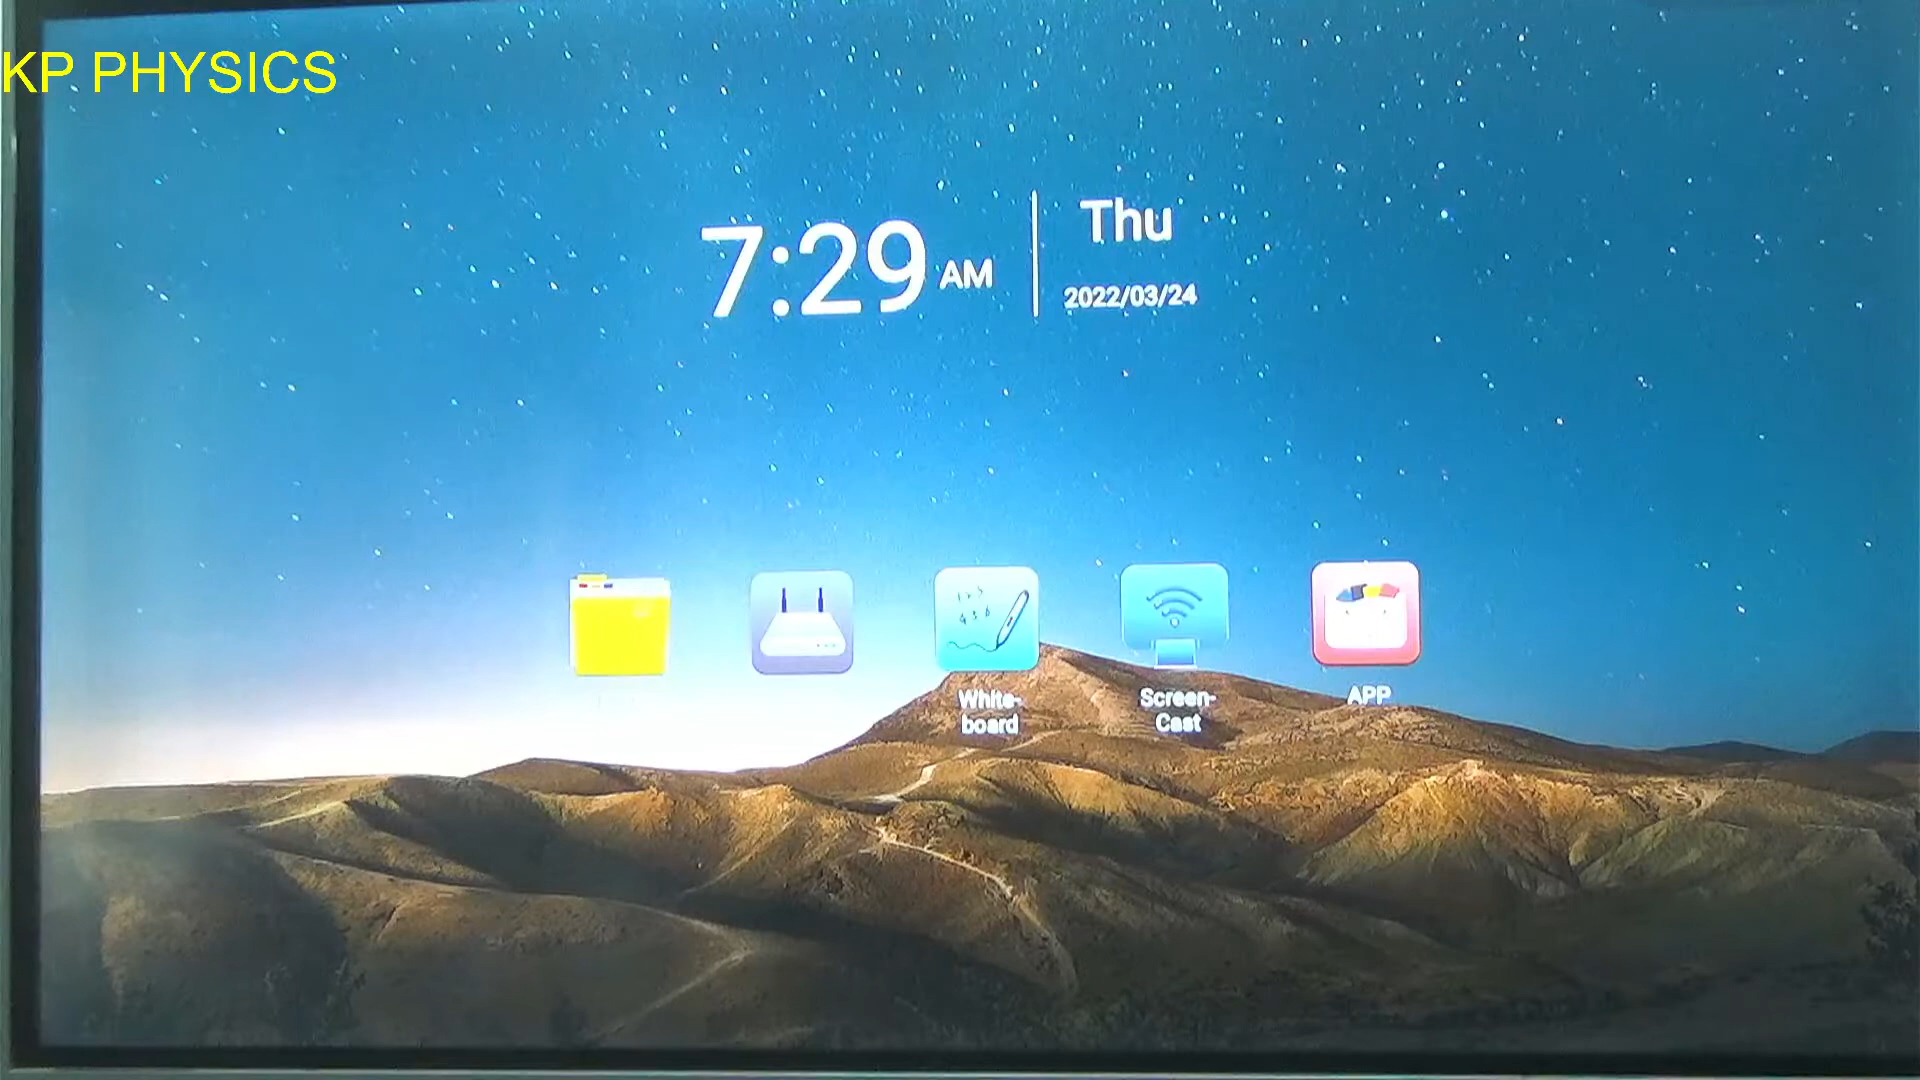 KP PHYSICS
7:29 AM
Thu
2022/03/24
White-
board
Screen-
Cast
APP